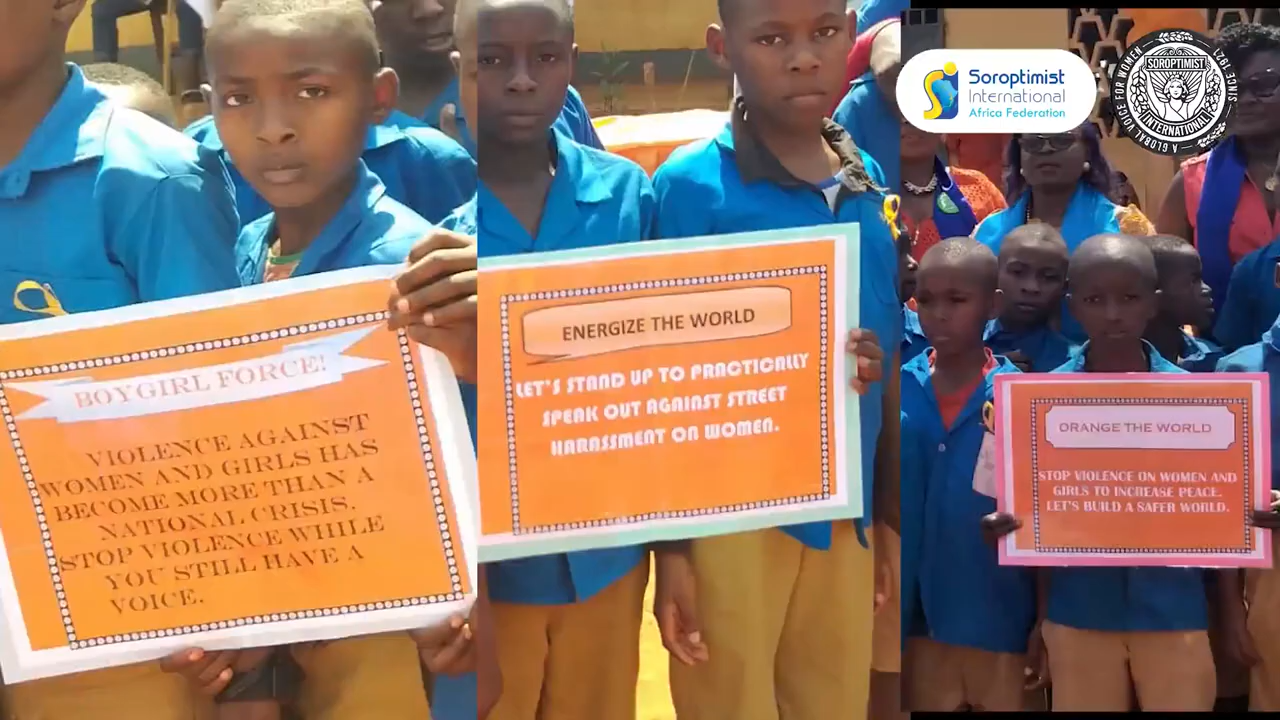 BOYGIRL FORCE!
VIOLENCE AGAINST
WOMEN AND GIRLS HAS
BECOME MORE THAN A
NATIONAL CRISIS.
STOP VIOLENCE WHILE
YOU STILL HAVE A
VOICE.
ENERGIZE THE WORLD
LET'S STAND UP TO PRACTICALLY
SPEAK OUT AGAINST STREET
HARASSMENT ON WOMEN.
Soroptimist
International
Africa Federation
SOROPTIMIST
INTERNATIONAL
A GLOBAL VOICE FOR WOMEN
SINCE 1921
ORANGE THE WORLD
STOP VIOLENCE ON WOMEN AND
GIRLS TO INCREASE PEACE.
LET'S BUILD A SAFER WORLD.